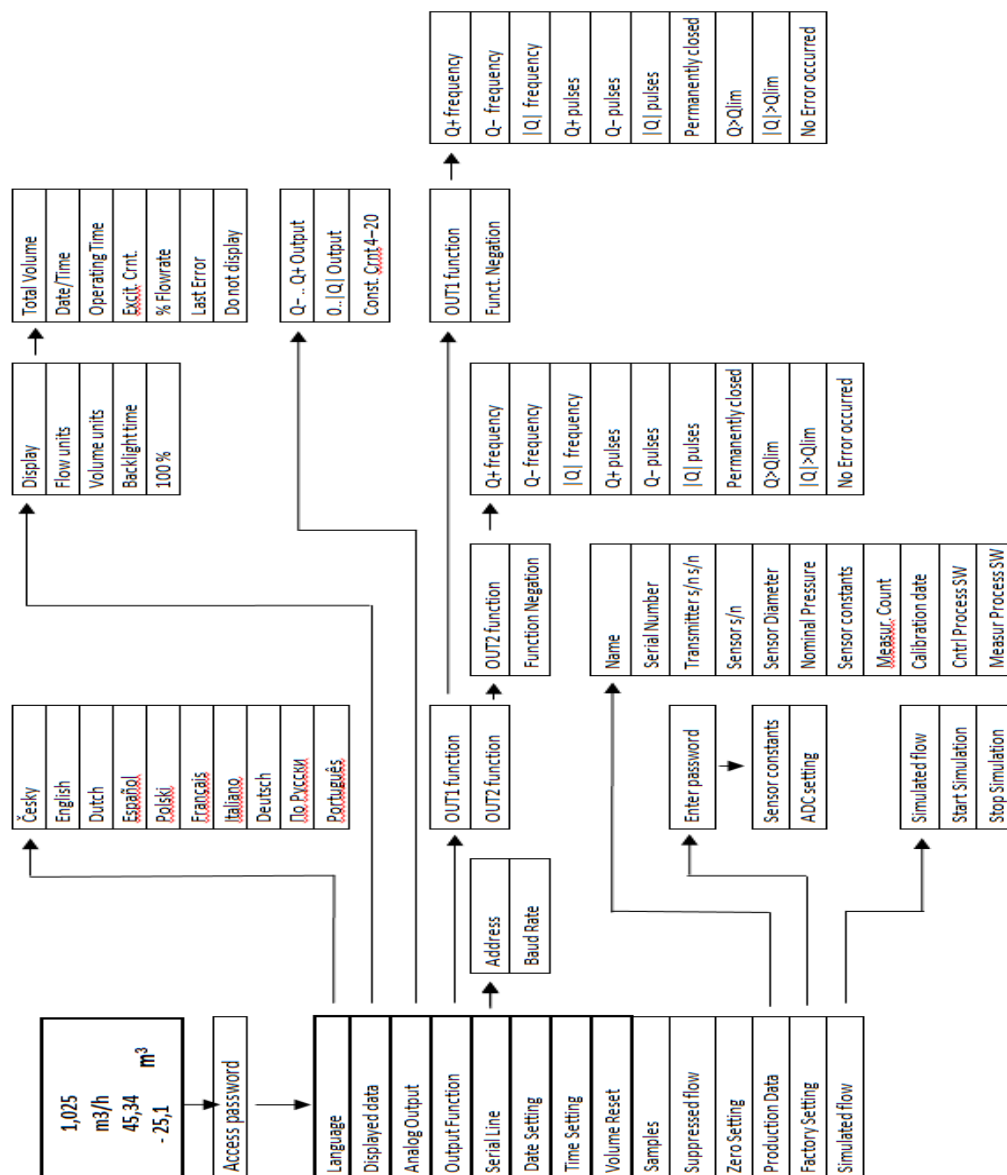 1,025
m3/h
45,34
m³
- 25,1
Access password
Language
Displayed data
Analog Output
Output Function
Serial Line
Date Setting
Time Setting
Volume Reset
Samples
Suppressed flow
Zero Setting
Production Data
Factory Setting
Simulated flow
Česky
English
Dutch
Español
Polski
Français
Italiano
Deutsch
По Русски
Português
Display
Flow units
Volume units
Backlight time
100%
Total Volume
Date/Time
Operating Time
Excit. Crnt.
% Flowrate
Last Error
Do not display
Q- .. Q+ Output
0..|Q| Output
Const. Crnt 4-20
Address
Baud Rate
OUT1 function
OUT2 function
OUT2 function
Function Negation
Q+ frequency
Q- frequency
|Q| frequency
Q+ pulses
Q- pulses
|Q| pulses
Permanently closed
Q>Qlim
|Q|>Qlim
No Error occurred
OUT1 function
Funct. Negation
Q+ frequency
Q- frequency
|Q| frequency
Q+ pulses
Q- pulses
|Q| pulses
Permanently closed
Q>Qlim
|Q|>Qlim
No Error occurred
Name
Serial Number
Transmitter s/n s/n
Sensor s/n
Sensor Diameter
Nominal Pressure
Sensor constants
Measur. Count
Calibration date
Cntrl Process SW
Measur Process SW
Enter password
Sensor constants
ADC setting
Simulated flow
Start Simulation
Stop Simulation